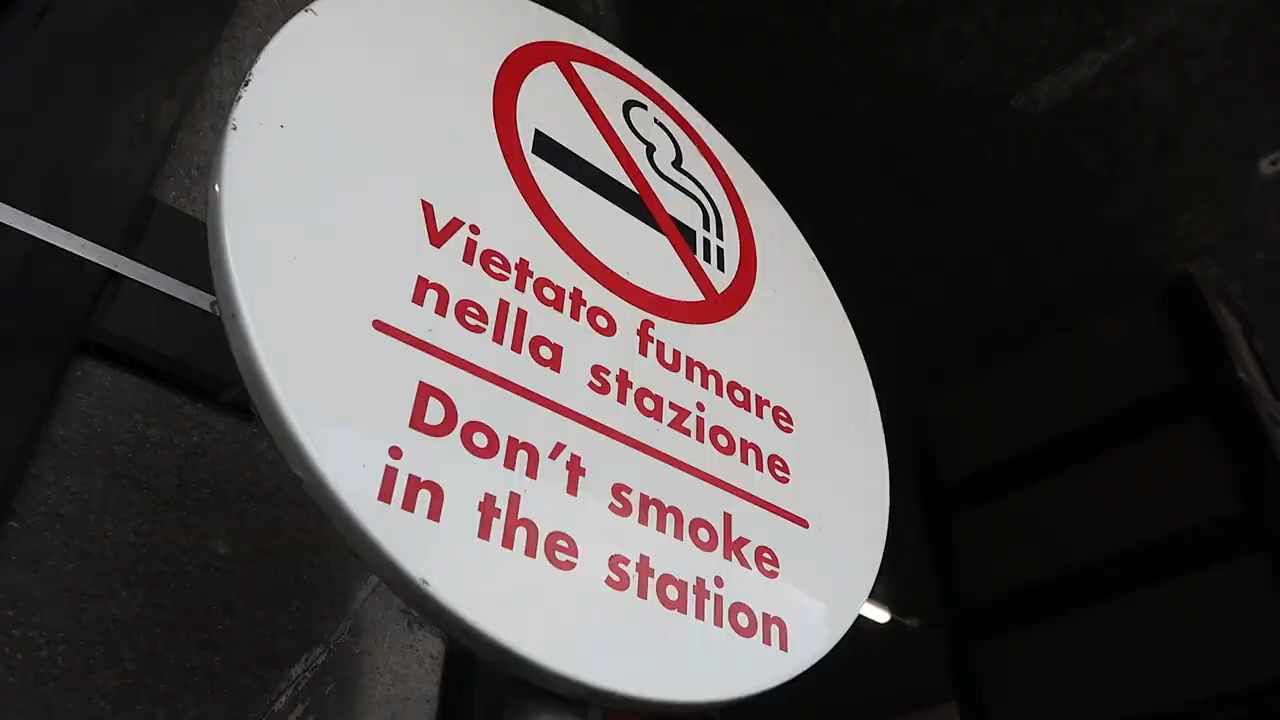 Vietato fumare
nella stazione
Don't smoke
in the station